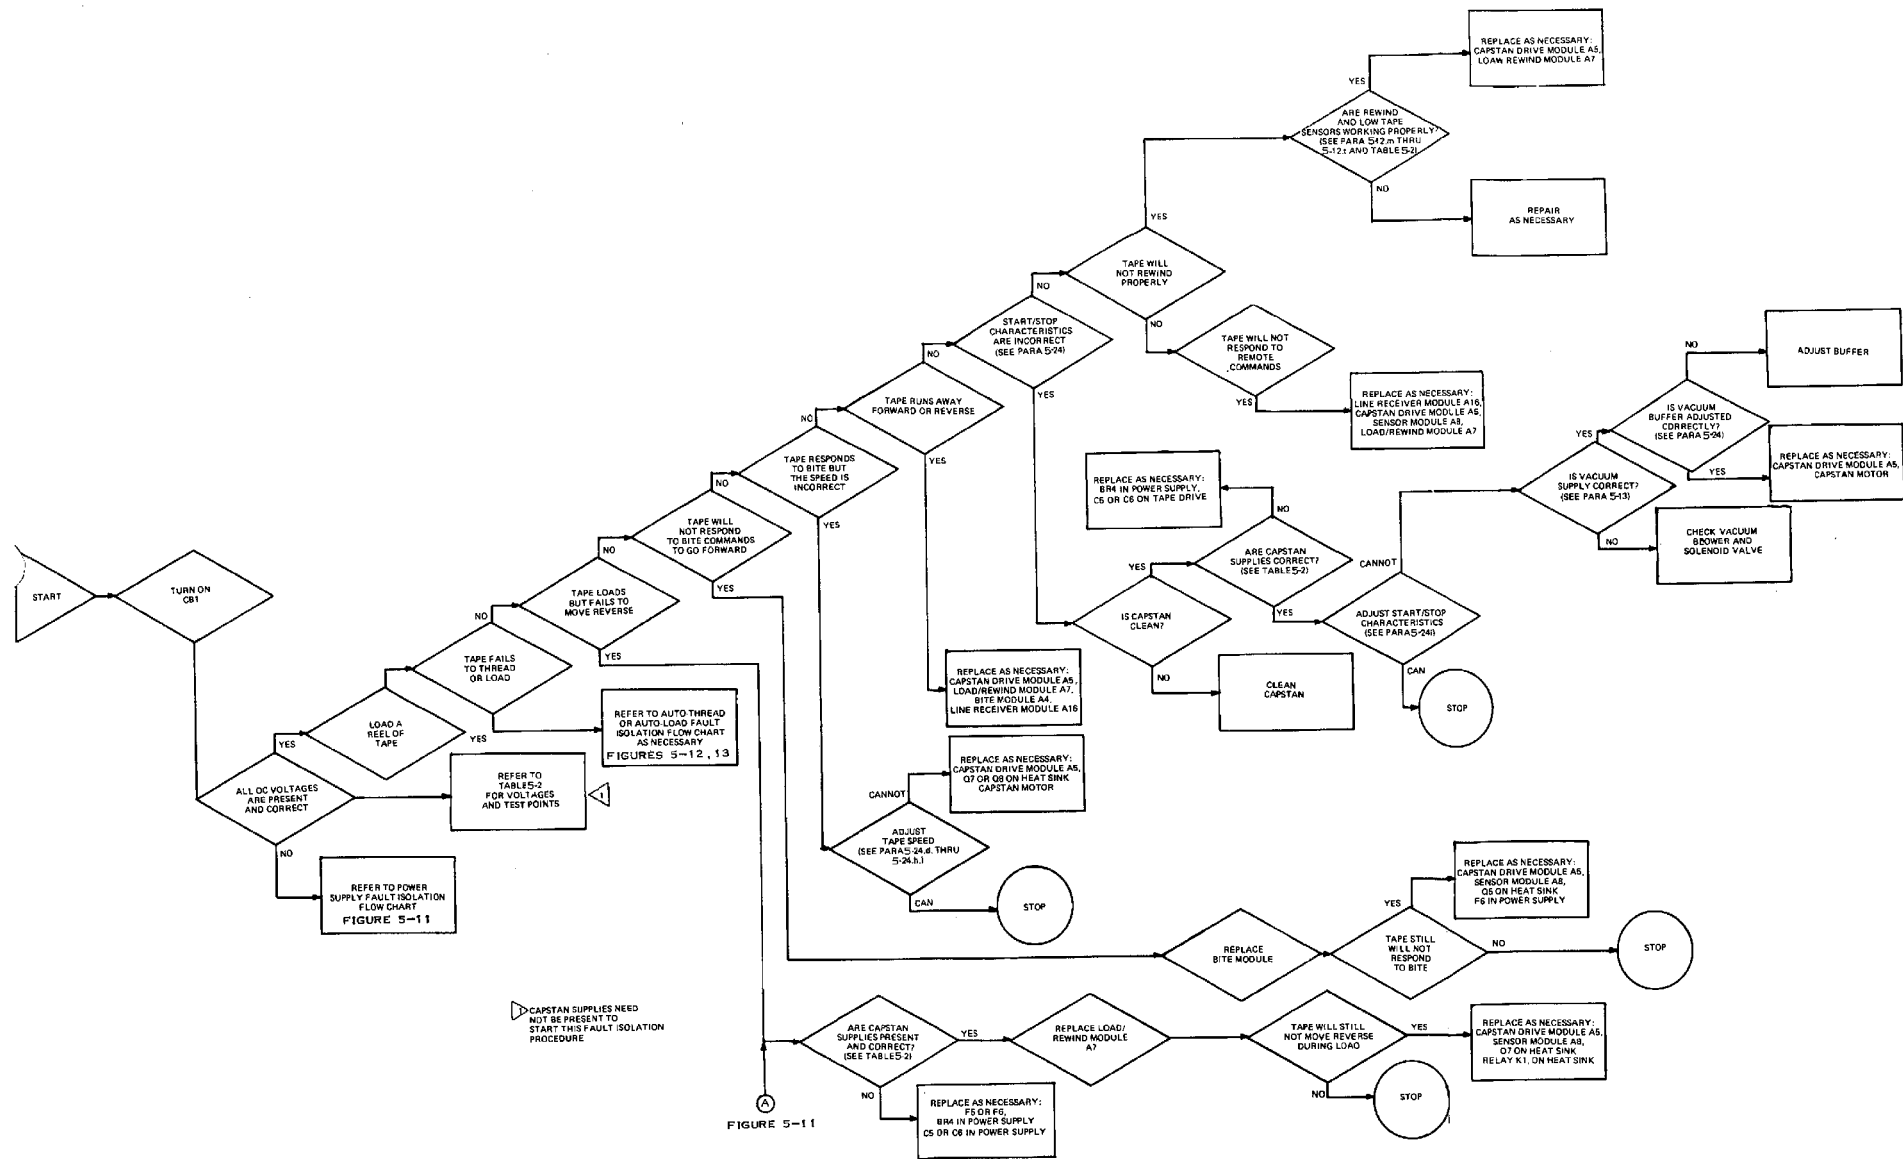 REPLACE AS NECESSARY:
CAPSTAN DRIVE MODULE A5,
LOAW REWIND MODULE A7
YES
ARE REWIND
AND LOW TAPE
SENSORS WORKING PROPERLY?
(SEE PARA 5-12.m THRU
5-12.t AND TABLE 5-2)
NO
REPAIR
AS NECESSARY
YES
TAPE WILL
NOT REWIND
PROPERLY
NO
NO
START/STOP
CHARACTERISTICS
ARE INCORRECT
(SEE PARA 5-24)
YES
TAPE WILL NOT
RESPOND TO
REMOTE
COMMANDS
YES
REPLACE AS NECESSARY:
LINE RECEIVER MODULE A16,
CAPSTAN DRIVE MODULE A5,
SENSOR MODULE A8,
LOAD/REWIND MODULE A7
NO
ADJUST BUFFER
IS VACUUM
BUFFER ADJUSTED
CORRECTLY?
(SEE PARA 5-24)
YES
YES
REPLACE AS NECESSARY:
CAPSTAN DRIVE MODULE A5,
CAPSTAN MOTOR
IS VACUUM
SUPPLY CORRECT?
(SEE PARA 5-13)
NO
CHECK VACUUM
BLOWER AND
SOLENOID VALVE
NO
TAPE RUNS AWAY
FORWARD OR REVERSE
YES
NO
TAPE RESPONDS
TO BITE BUT
THE SPEED IS
INCORRECT
YES
NO
TAPE WILL
NOT RESPOND
TO BITE COMMANDS
TO GO FORWARD
YES
NO
TAPE LOADS
BUT FAILS TO
MOVE REVERSE
YES
NO
TAPE FAILS
TO THREAD
OR LOAD
YES
REFER TO AUTO-THREAD
OR AUTO-LOAD FAULT
ISOLATION FLOW CHART
AS NECESSARY
FIGURES 5-12, 13
START
TURN ON
CB1
LOAD A
REEL OF
TAPE
YES
ALL DC VOLTAGES
ARE PRESENT
AND CORRECT
REFER TO
TABLE 5-2
FOR VOLTAGES
AND TEST POINTS
1
NO
REFER TO POWER
SUPPLY FAULT ISOLATION
FLOW CHART
FIGURE 5-11
REPLACE AS NECESSARY:
BR4 IN POWER SUPPLY,
C5 OR C6 ON TAPE DRIVE
NO
ARE CAPSTAN
SUPPLIES CORRECT?
(SEE TABLE 5-2)
YES
YES
IS CAPSTAN
CLEAN?
NO
CLEAN
CAPSTAN
CANNOT
ADJUST START/STOP
CHARACTERISTICS
(SEE PARA 5-24i)
CAN
STOP
REPLACE AS NECESSARY:
CAPSTAN DRIVE MODULE A5,
LOAD/REWIND MODULE A7,
BITE MODULE A4,
LINE RECEIVER MODULE A16
REPLACE AS NECESSARY:
CAPSTAN DRIVE MODULE A5,
Q7 OR Q8 ON HEAT SINK
CAPSTAN MOTOR
CANNOT
ADJUST
TAPE SPEED
(SEE PARA 5-24.d. THRU
5-24.h.)
CAN
STOP
REPLACE
BITE MODULE
TAPE STILL
WILL NOT
RESPOND
TO BITE
YES
REPLACE AS NECESSARY:
CAPSTAN DRIVE MODULE A5,
SENSOR MODULE A8,
Q5 ON HEAT SINK
F6 IN POWER SUPPLY
NO
STOP
1 CAPSTAN SUPPLIES NEED
NOT BE PRESENT TO
START THIS FAULT ISOLATION
PROCEDURE
ARE CAPSTAN
SUPPLIES PRESENT
AND CORRECT?
(SEE TABLE 5-2)
YES
REPLACE LOAD/
REWIND MODULE
A7
TAPE WILL STILL
NOT MOVE REVERSE
DURING LOAD
YES
REPLACE AS NECESSARY:
CAPSTAN DRIVE MODULE A5,
SENSOR MODULE A8,
Q7 ON HEAT SINK
RELAY K1, ON HEAT SINK
NO
STOP
NO
REPLACE AS NECESSARY:
F5 OR F6,
BR4 IN POWER SUPPLY
C5 OR C6 IN POWER SUPPLY
A
FIGURE 5-11